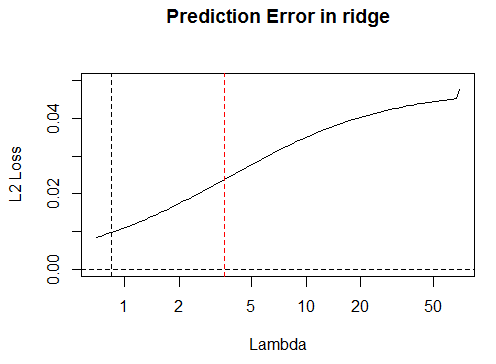 Prediction Error in ridge
L2 Loss
0.04
0.02
0.00
1 2 5 10 20 50
Lambda